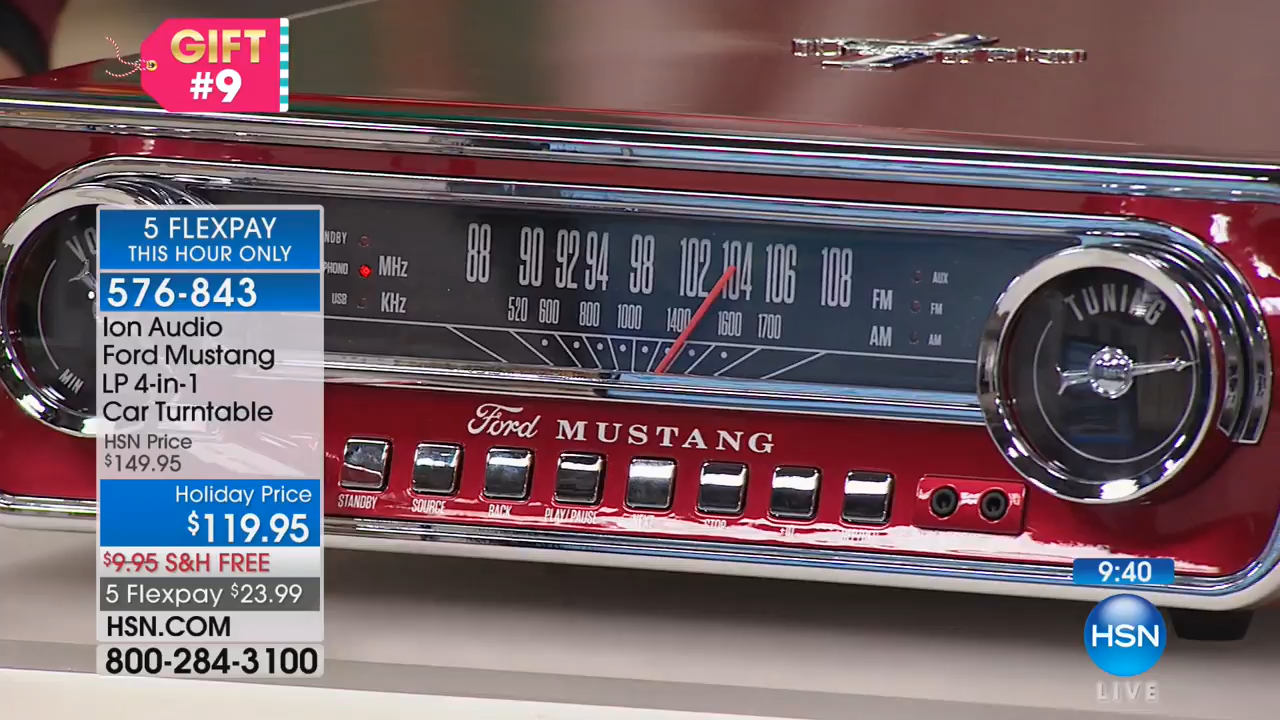 GIFT
#9
5 FLEXPAY
THIS HOUR ONLY
576-843
Ion Audio
Ford Mustang
LP 4-in-1
Car Turntable
HSN Price
$149.95
Holiday Price
$119.95
$9.95 S&H FREE
5 Flexpay $23.99
HSN.COM
800-284-3100
MHz
88 90 92 94 98 102 104 106 108
FM
KHz
520 600 800 1000 1400 1600 1700
AM
USB
AUX
FM
AM
TUNING
MIN
Ford MUSTANG
STANDBY
SOURCE
BACK
PLAY/PAUSE
STOP
9:40
HSN
LIVE